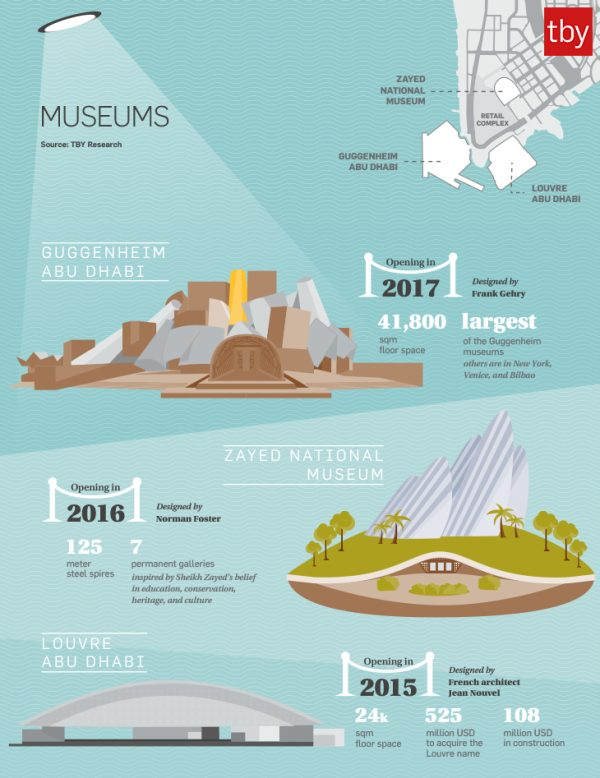 tby
MUSEUMS
Source: TBY Research
ZAYED
NATIONAL
MUSEUM
RETAIL
COMPLEX
GUGGENHEIM
ABU DHABI
LOUVRE
ABU DHABI
GUGGENHEIM
ABU DHABI
Opening in
2017
Designed by
Frank Gehry
41,800
sqm
floor space
largest
of the Guggenheim
museums
others are in New York,
Venice, and Bilbao
ZAYED NATIONAL
MUSEUM
Opening in
2016
Designed by
Norman Foster
125
meter
steel spires
7
permanent galleries
inspired by Sheikh Zayed's belief
in education, conservation,
heritage, and culture
LOUVRE
ABU DHABI
Opening in
2015
Designed by
French architect
Jean Nouvel
24k
sqm
floor space
525
million USD
to acquire the
Louvre name
108
million USD
in construction